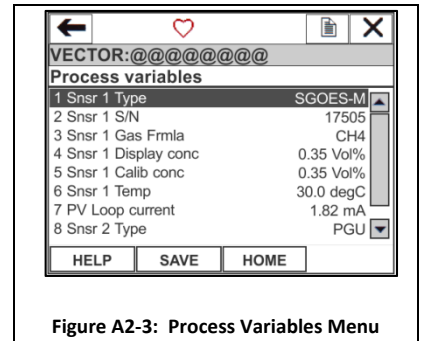 VECTOR:@@@@@@@@
Process variables
1 Snsr 1 Type SGOES-M
2 Snsr 1 S/N 17505
3 Snsr 1 Gas Frmla CH4
4 Snsr 1 Display conc 0.35 Vol%
5 Snsr 1 Calib conc 0.35 Vol%
6 Snsr 1 Temp 30.0 degC
7 PV Loop current 1.82 mA
8 Snsr 2 Type PGU
HELP SAVE HOME
Figure A2-3: Process Variables Menu